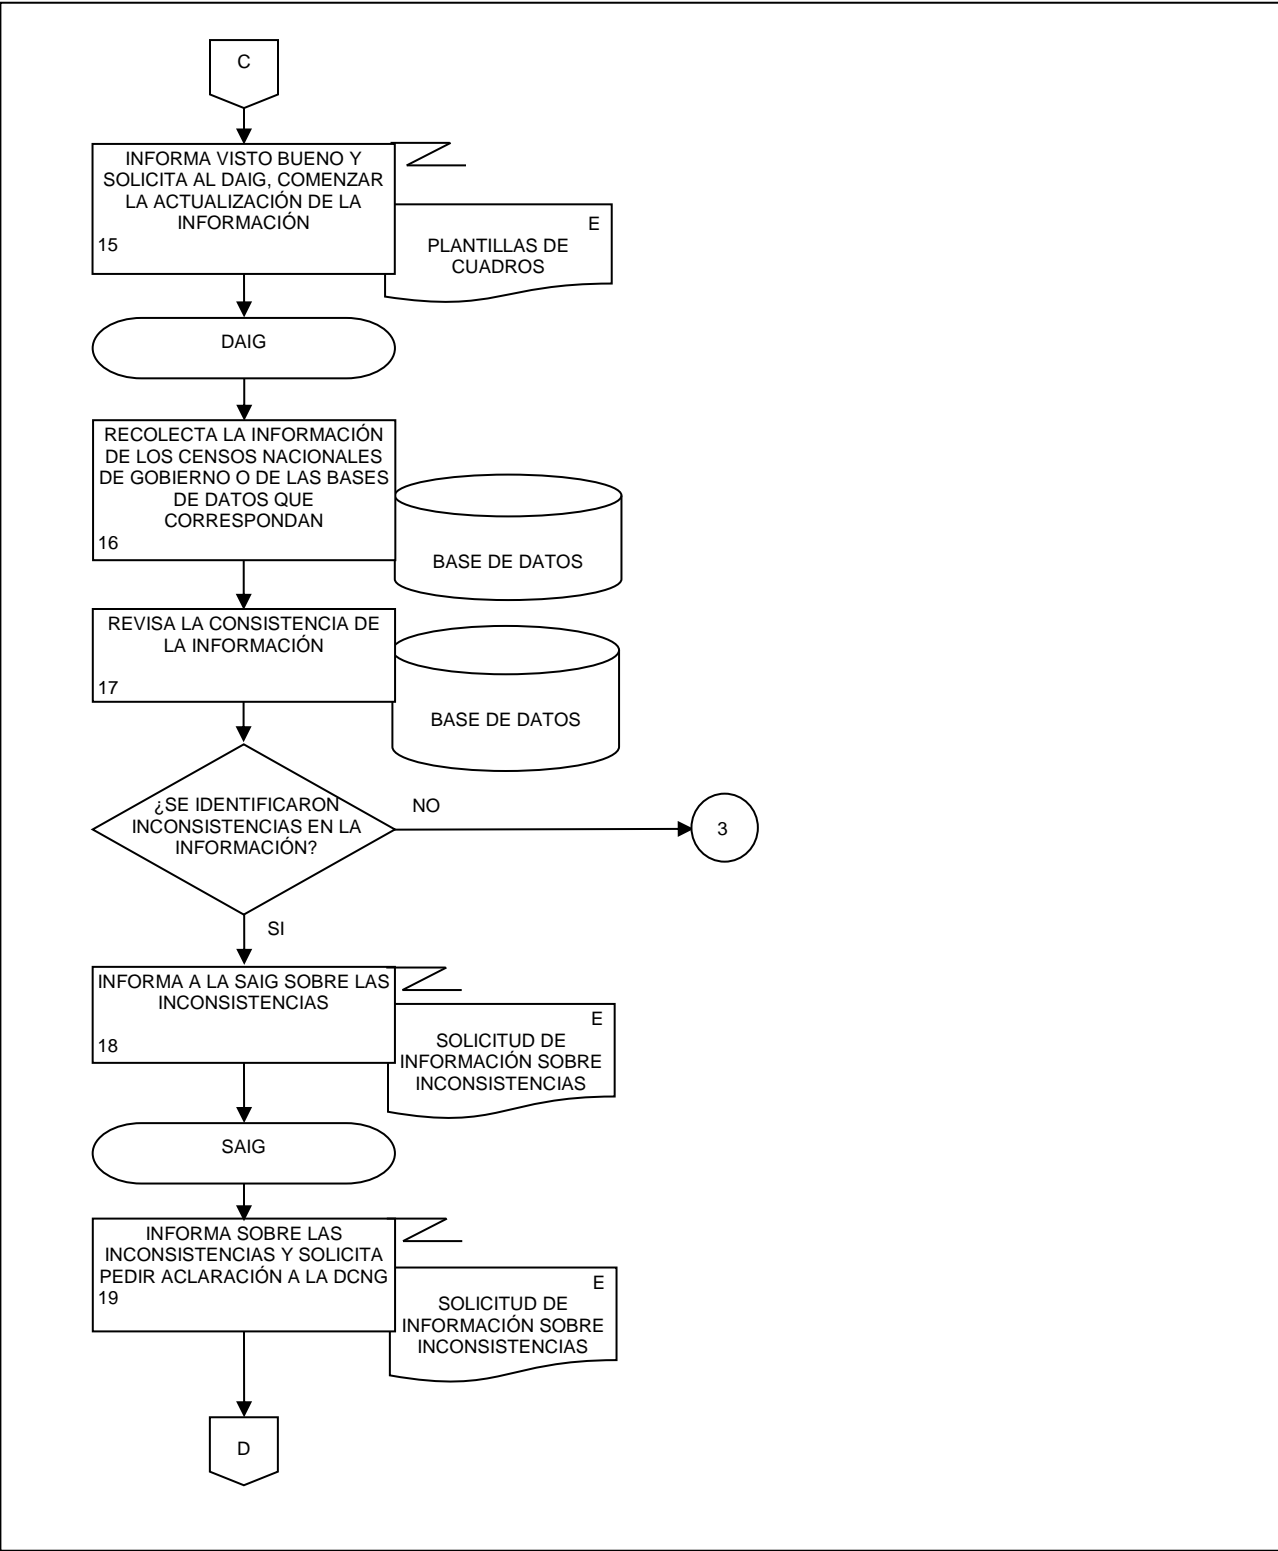 C
INFORMA VISTO BUENO Y
SOLICITA AL DAIG, COMENZAR
LA ACTUALIZACIÓN DE LA
INFORMACIÓN
15
E
PLANTILLAS DE
CUADROS
DAIG
RECOLECTA LA INFORMACIÓN
DE LOS CENSOS NACIONALES
DE GOBIERNO O DE LAS BASES
DE DATOS QUE
CORRESPONDAN
16
BASE DE DATOS
REVISA LA CONSISTENCIA DE
LA INFORMACIÓN
17
BASE DE DATOS
¿SE IDENTIFICARON
INCONSISTENCIAS EN LA
INFORMACIÓN?
NO
3
SI
INFORMA A LA SAIG SOBRE LAS
INCONSISTENCIAS
18
E
SOLICITUD DE
INFORMACIÓN SOBRE
INCONSISTENCIAS
SAIG
INFORMA SOBRE LAS
INCONSISTENCIAS Y SOLICITA
PEDIR ACLARACIÓN A LA DCNG
19
E
SOLICITUD DE
INFORMACIÓN SOBRE
INCONSISTENCIAS
D